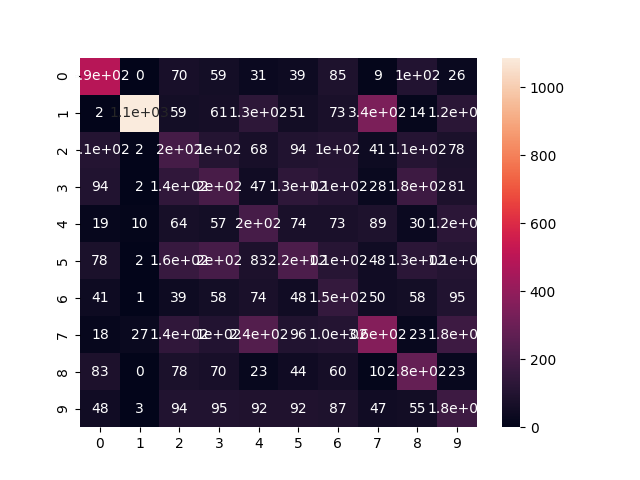 0 .9e+02 0 70 59 31 39 85 9 1e+02 26
1 2 59 61 1.3e+02 51 73 3.4e+02 14 1.2e+0
2 .1e+02 2 2e+02 1e+02 68 94 1e+02 41 1.1e+02 78
3 94 2 1.4e+02 2e+02 47 1.3e+02 1.1e+02 28 1.8e+02 81
4 19 10 64 57 2e+02 74 73 89 30 1.2e+0
5 78 2 1.6e+02 2e+02 83 2.2e+02 1.1e+02 48 1.3e+02 1.1e+0
6 41 1 39 58 74 48 1.5e+02 50 58 95
7 18 27 1.4e+02 1e+02 2.4e+02 96 3.6e+02 23 1.8e+0
8 83 0 78 70 23 44 60 10 2.8e+02 23
9 48 3 94 95 92 92 87 47 55 1.8e+0
0 1 2 3 4 5 6 7 8 9
1000
800
600
400
200
0